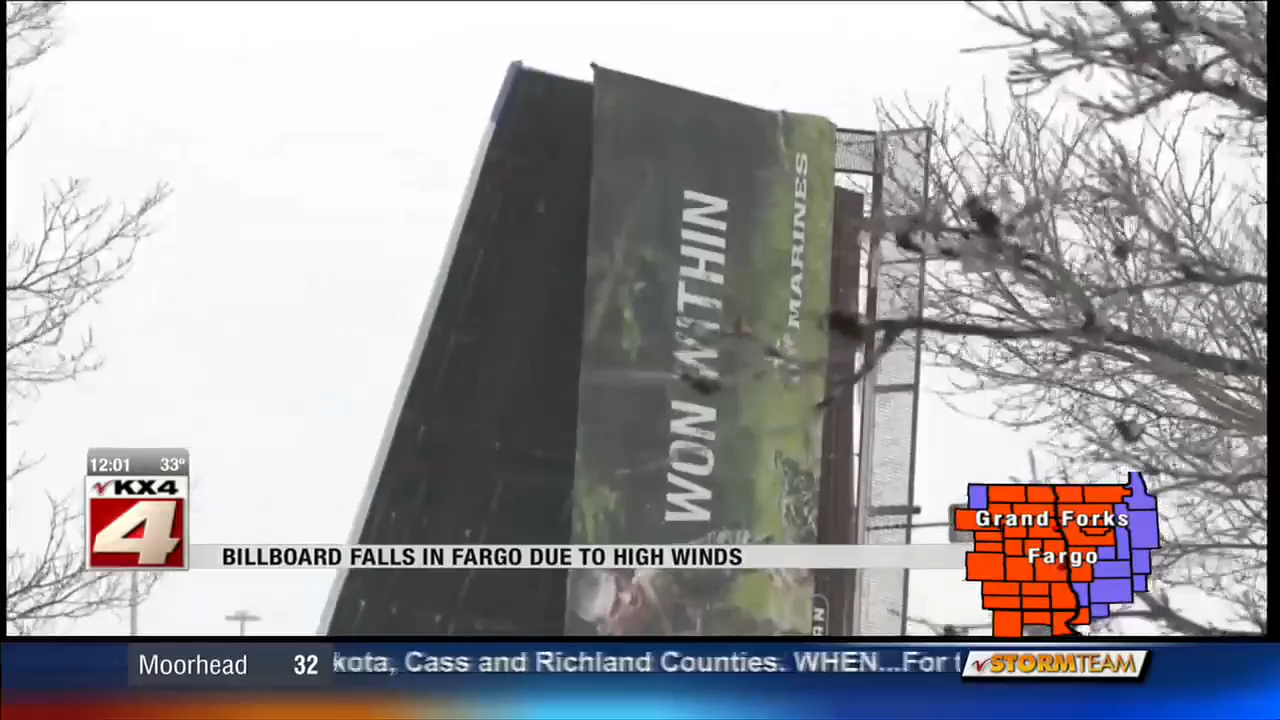 WON WITHIN
MARINES
12:01 33°
KX4
4
BILLBOARD FALLS IN FARGO DUE TO HIGH WINDS
Grand Forks
Fargo
Moorhead 32 kota, Cass and Richland Counties. WHEN...For t
STORMTEAM